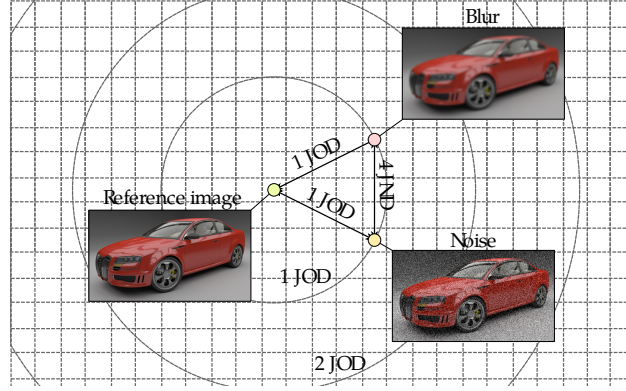 Blur
1 JOD
4 JND
Reference image
1 JOD
Noise
1 JOD
2 JOD